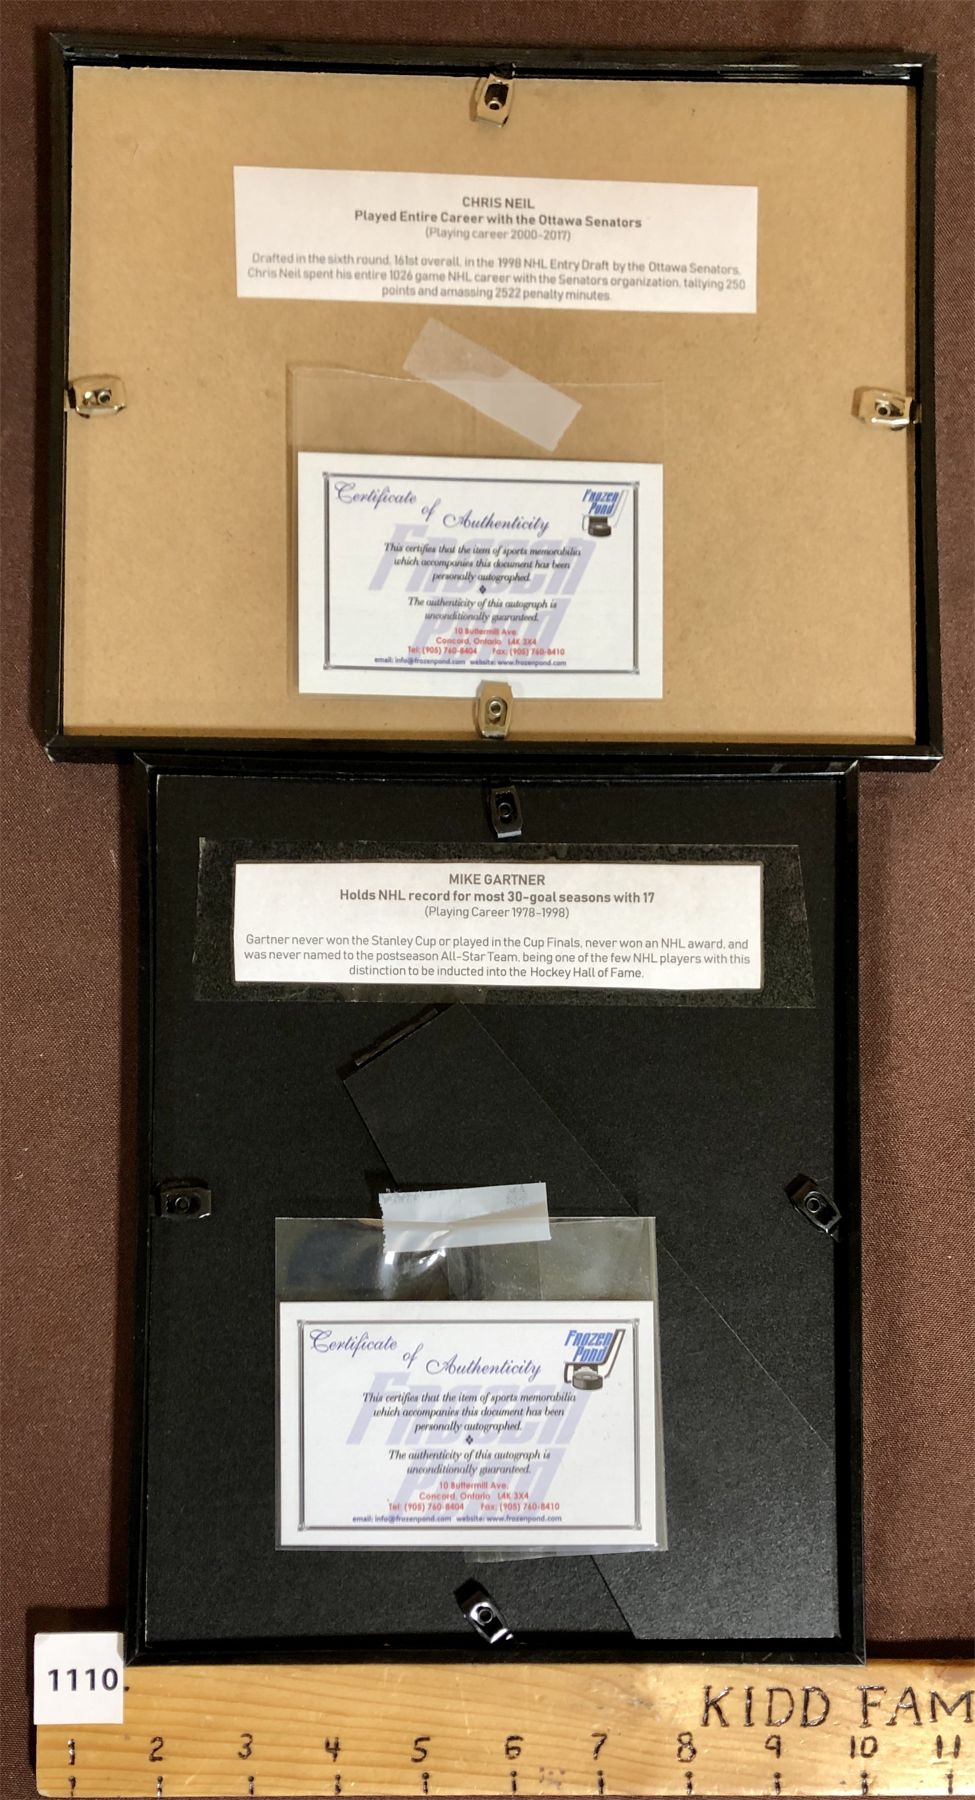 CHRIS NEIL
Played Entire Career with the Ottawa Senators
(Playing career 2000-2017)
Drafted in the sixth round, 161st overall, in the 1998 NHL Entry Draft by the Ottawa Senators,
Chris Neil spent his entire 1026 game NHL career with the Senators organization, tallying 250
points and amassing 2522 penalty minutes.
Certificate
of
Authenticity
Frozen
Pond
This certifies that the item of sports memorabilia
which accompanies this document has been
personally autographed.
The authenticity of this autograph is
unconditionally guaranteed.
10 Buttermill Ave.
Concord, Ontario L4K 3X4
Tel: (905) 760-8404 Fax: (905) 760-8410
email: info@frozenpond.com website: www.frozenpond.com
MIKE GARTNER
Holds NHL record for most 30-goal seasons with 17
(Playing Career 1978-1998)
Gartner never won the Stanley Cup or played in the Cup Finals, never won an NHL award, and
was never named to the postseason All-Star Team, being one of the few NHL players with this
distinction to be inducted into the Hockey Hall of Fame.
Certificate
of
Authenticity
Frozen
Pond
This certifies that the item of sports memorabilia
which accompanies this document has been
personally autographed.
The authenticity of this autograph is
unconditionally guaranteed.
10 Buttermill Ave.
Concord, Ontario L4K 3X4
Tel: (905) 760-8404 Fax: (905) 760-8410
email: info@frozenpond.com website: www.frozenpond.com
1110.
KIDD FAM
1 2 3 4 5 6 7 8 9 10 11